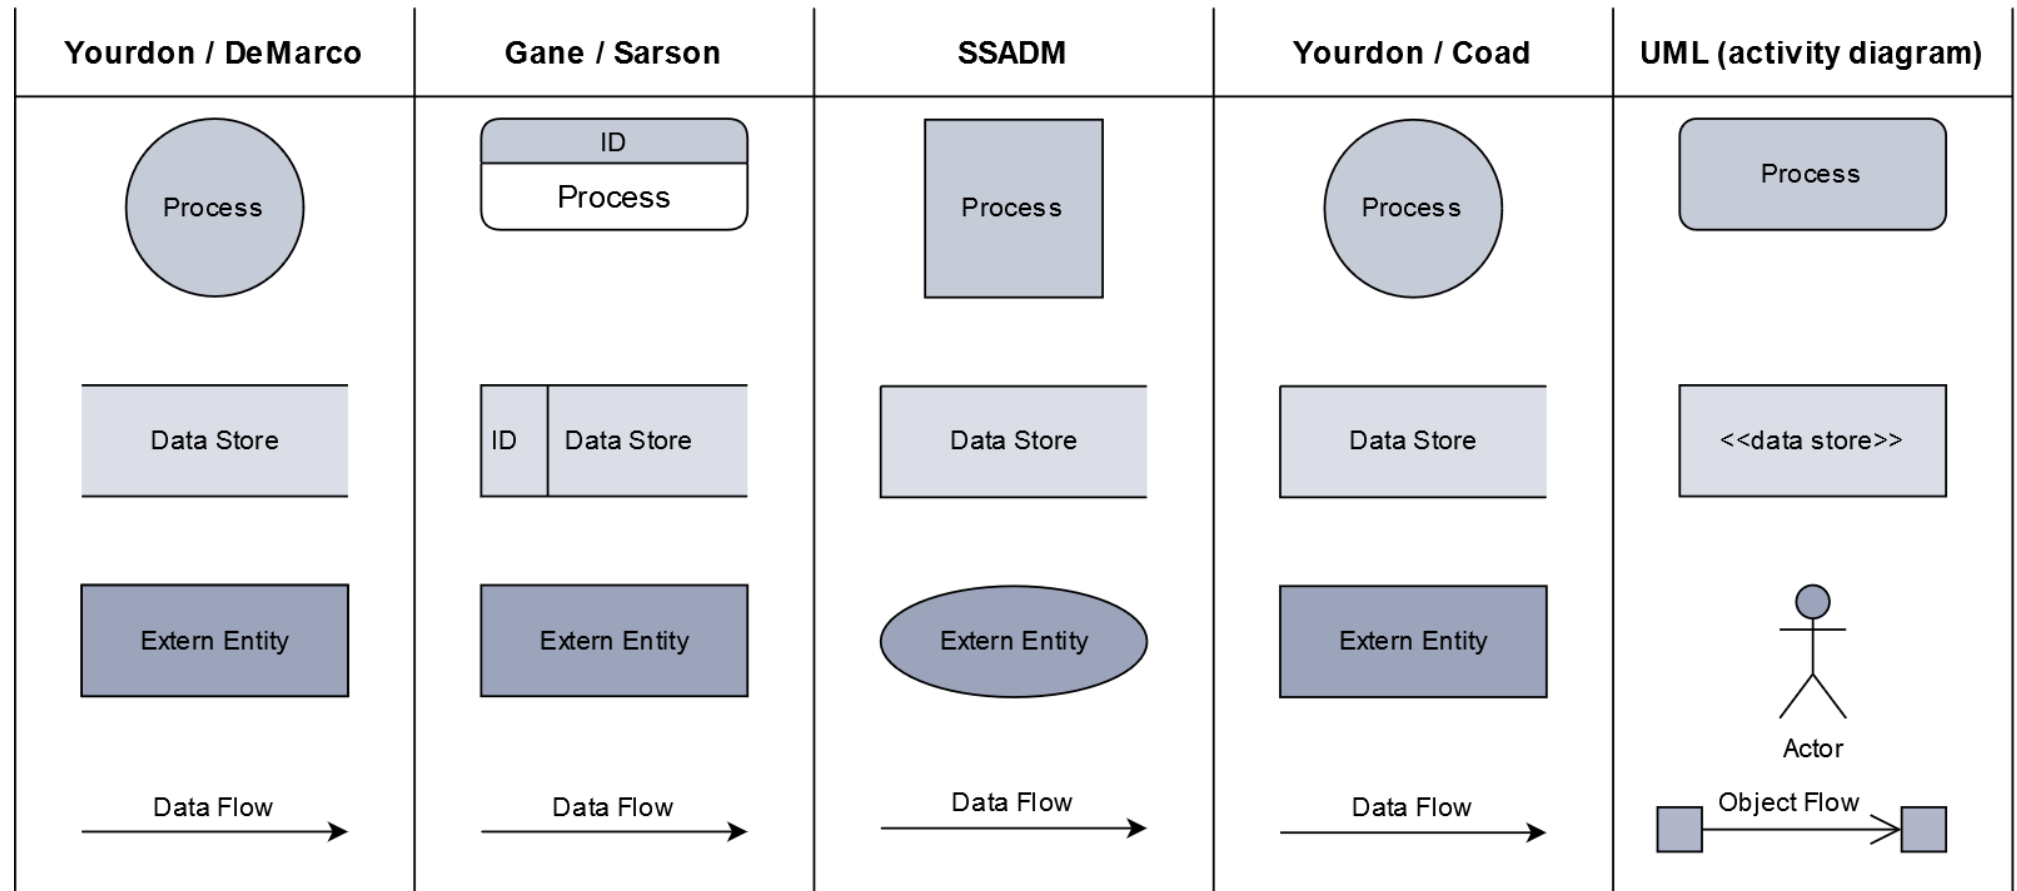 Yourdon / DeMarco
Gane / Sarson
SSADM
Yourdon / Coad
UML (activity diagram)
Process
ID
Process
Process
Process
Process
Data Store
ID
Data Store
Data Store
Data Store
<<data store>>
Extern Entity
Extern Entity
Extern Entity
Extern Entity
Actor
Data Flow
Data Flow
Data Flow
Data Flow
Object Flow